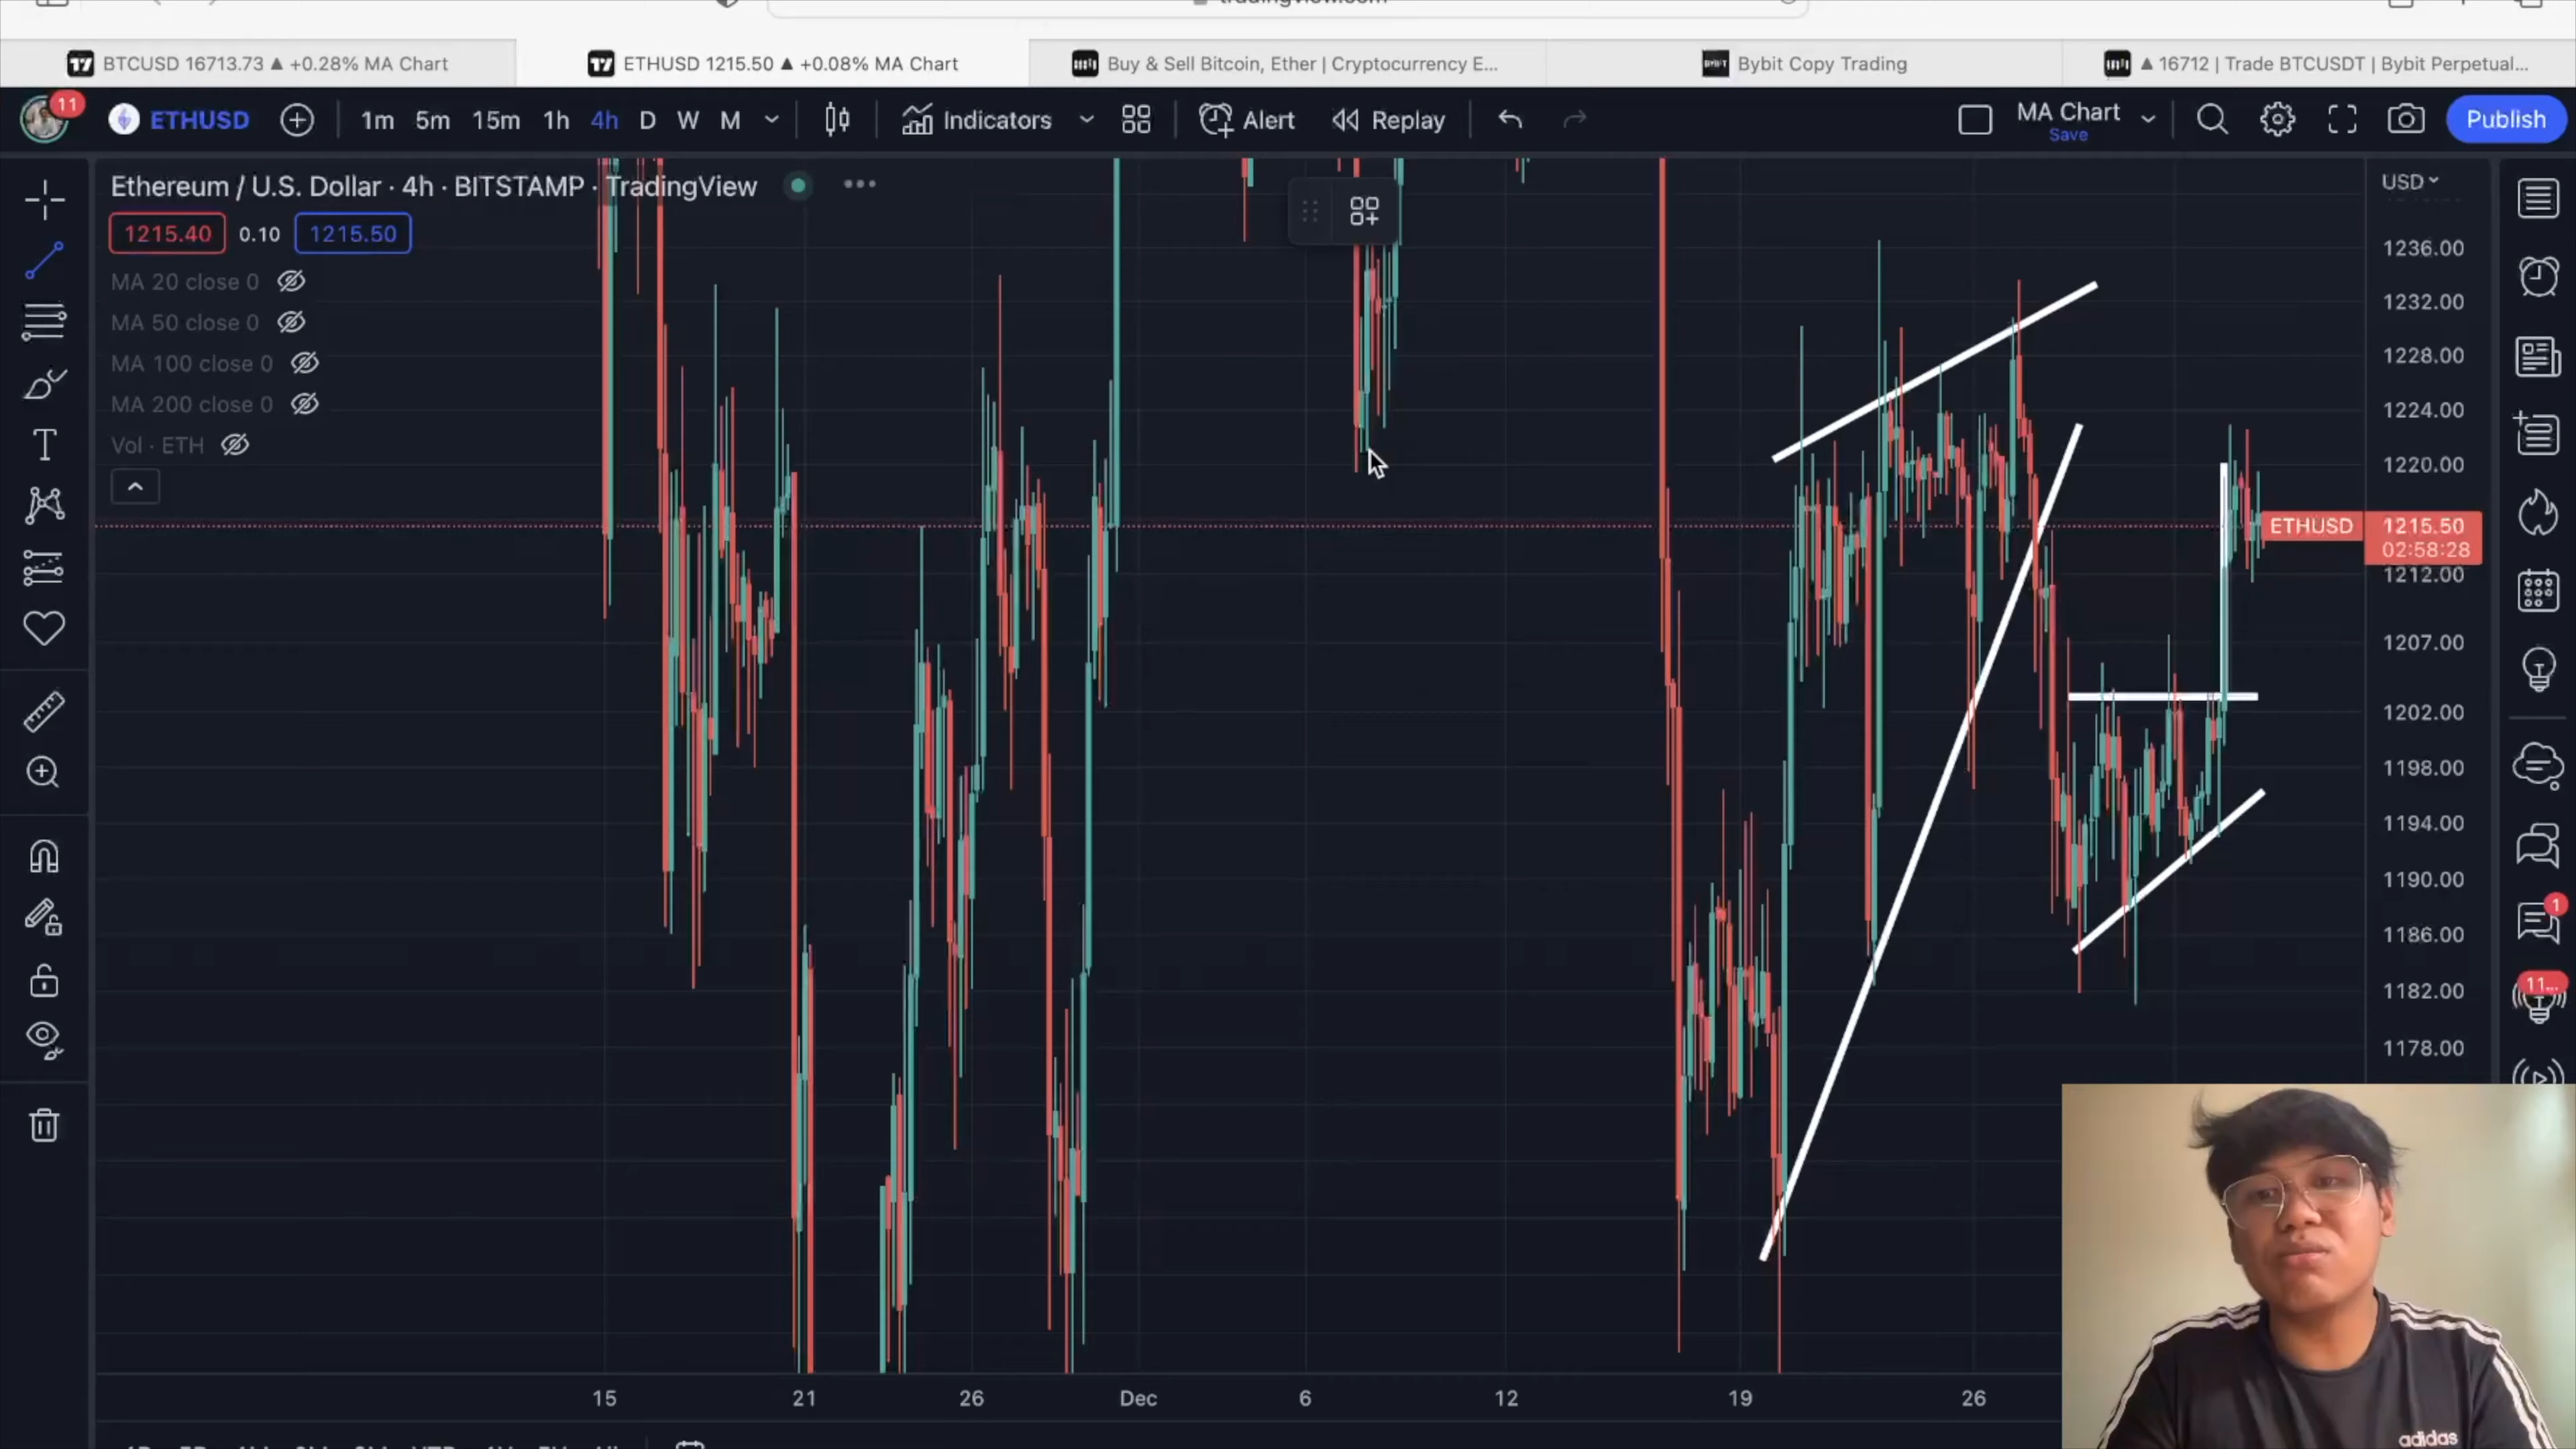 tradingview.com
BTCUSD 16713.73 ▲ +0.28% MA Chart
ETHUSD 1215.50 ▲ +0.08% MA Chart
Buy & Sell Bitcoin, Ether | Cryptocurrency E...
Bybit Copy Trading
▲ 16712 | Trade BTCUSDT | Bybit Perpetual...
11
ETHUSD
1m 5m 15m 1h 4h D W M
Indicators
Alert
Replay
MA Chart
Save
Publish
Ethereum / U.S. Dollar · 4h · BITSTAMP · TradingView
USD
1215.40 0.10 1215.50
MA 20 close 0
MA 50 close 0
MA 100 close 0
MA 200 close 0
Vol · ETH
1236.00
1232.00
1228.00
1224.00
1220.00
ETHUSD 1215.50
02:58:28
1212.00
1207.00
1202.00
1198.00
1194.00
1190.00
1186.00
1182.00
1178.00
1
11...
15 21 26 Dec 6 12 19 26
adidas